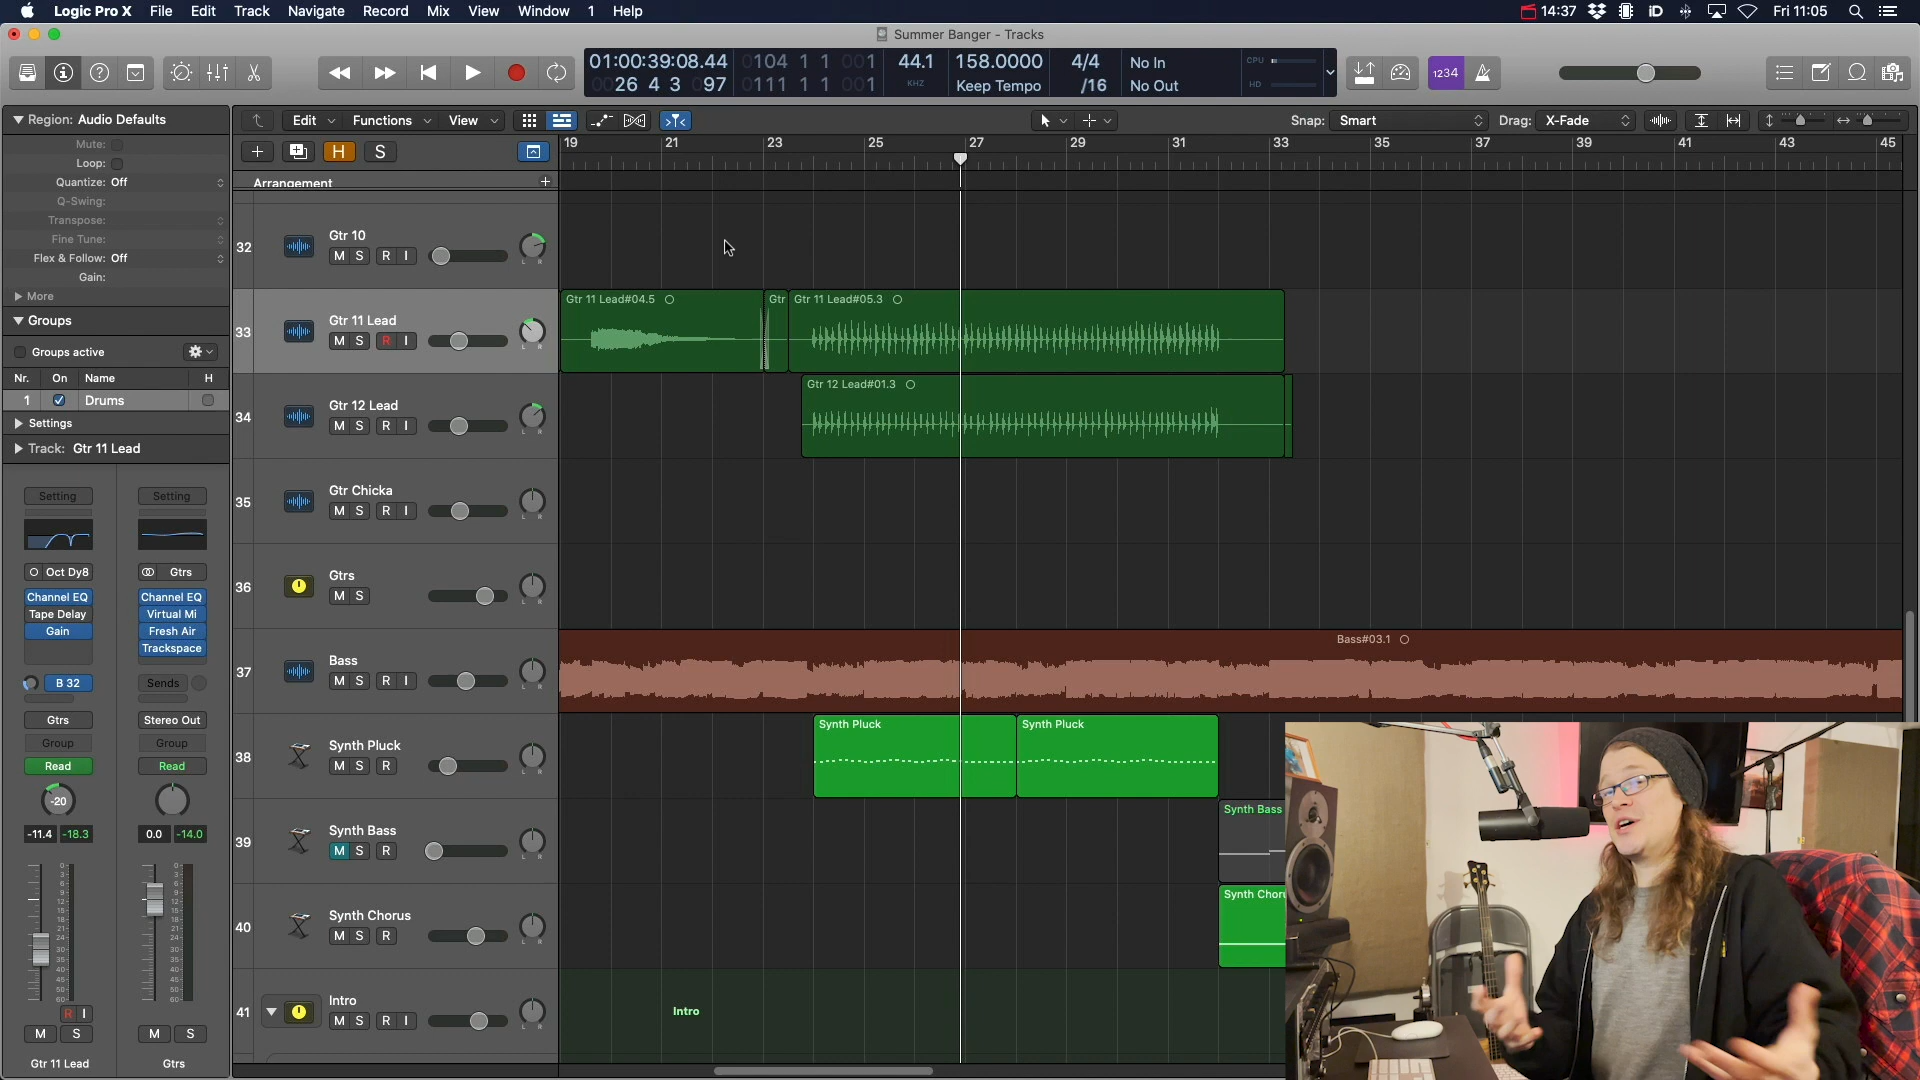 Logic Pro X File Edit Track Navigate Record Mix View Window 1 Help
14:37 iD Fri 11:05
Summer Banger - Tracks
01:00:39:08.44 0104 1 1 001 44.1 158.0000 4/4 No In CPU
0026 4 3 097 0111 1 1 001 KHZ Keep Tempo /16 No Out HD
1234
Region: Audio Defaults
Mute:
Loop:
Quantize: Off
Q-Swing:
Transpose:
Fine Tune:
Flex & Follow: Off
Gain:
More
Groups
Groups active
Nr. On Name H
1 Drums
Settings
Track: Gtr 11 Lead
Setting Setting
Oct Dy8 Gtrs
Channel EQ Channel EQ
Tape Delay Virtual Mi
Gain Fresh Air
Trackspace
B 32 Sends
Gtrs Stereo Out
Group Group
Read Read
-20
-11.4 -18.3 0.0 -14.0
R I
M S M S
Gtr 11 Lead Gtrs
Edit Functions View Snap: Smart Drag: X-Fade
H S
19 21 23 25 27 29 31 33 35 37 39 41 43 45
Arrangement
32 Gtr 10
M S R I
33 Gtr 11 Lead
M S R I
Gtr 11 Lead#04.5 Gtr Gtr 11 Lead#05.3
34 Gtr 12 Lead
M S R I
Gtr 12 Lead#01.3
35 Gtr Chicka
M S R I
36 Gtrs
M S
37 Bass
M S R I
Bass#03.1
38 Synth Pluck
M S R
Synth Pluck Synth Pluck
39 Synth Bass
M S R
Synth Bass
40 Synth Chorus
M S R
Synth Choru
41 Intro
M S R I
Intro